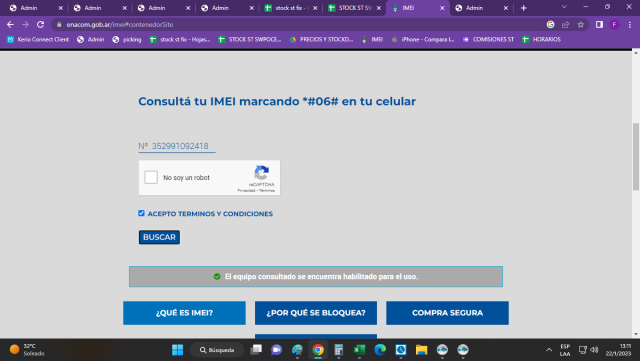 Admin
Admin
Admin
Admin
stock st fix - H
STOCK ST SWP
IMEI
Admin
enacom.gob.ar/imei#contenedorSite
Kerio Connect Client
Admin
picking
stock st fix - Hojas...
STOCK ST SWPOCE...
PRECIOS Y STOCKD...
IMEI
iPhone - Compara l...
COMISIONES ST
HORARIOS
Consultá tu IMEI marcando *#06# en tu celular
Nº 352991092418
No soy un robot
reCAPTCHA
Privacidad - Términos
ACEPTO TERMINOS Y CONDICIONES
BUSCAR
El equipo consultado se encuentra habilitado para el uso.
¿QUÉ ES IMEI?
¿POR QUÉ SE BLOQUEA?
COMPRA SEGURA
32°C
Soleado
Búsqueda
ESP
LAA
13:11
22/1/2023